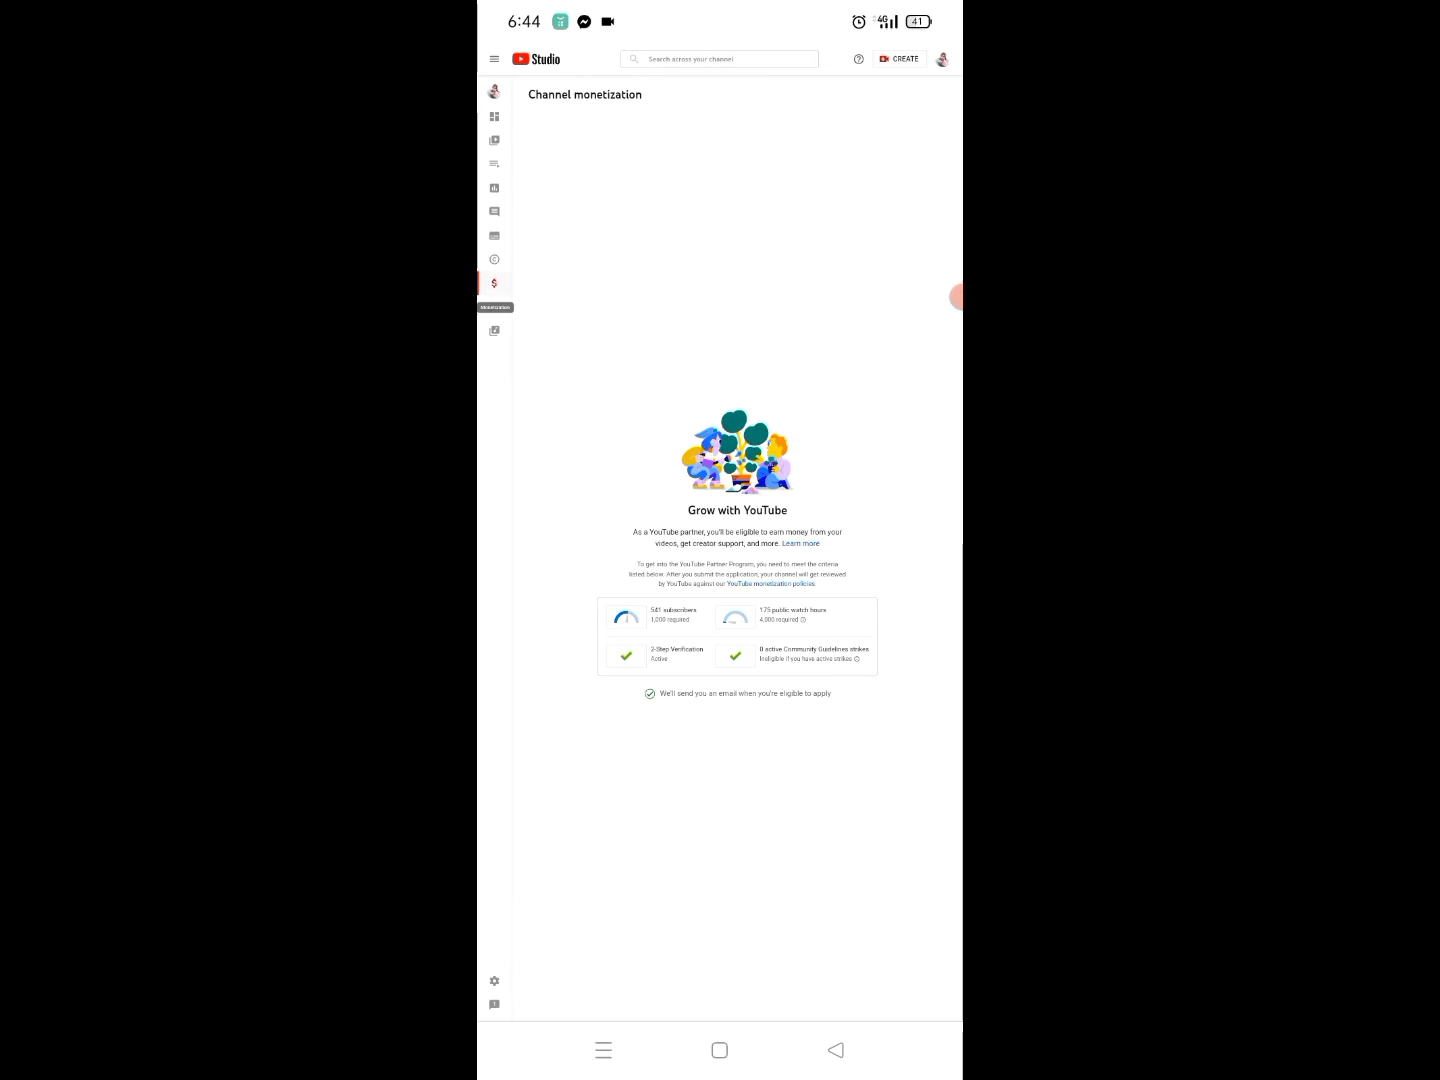 6:44
4G
41
Studio
Search across your channel
CREATE
Channel monetization
Monetization
Grow with YouTube
As a YouTube partner, you'll be eligible to earn money from your
videos, get creator support, and more. Learn more
To get into the YouTube Partner Program, you need to meet the criteria
listed below. After you submit the application, your channel will get reviewed
by YouTube against our YouTube monetization policies.
541 subscribers
1,000 required
175 public watch hours
4,000 required
2-Step Verification
Active
0 active Community Guidelines strikes
Ineligible if you have active strikes
We'll send you an email when you're eligible to apply